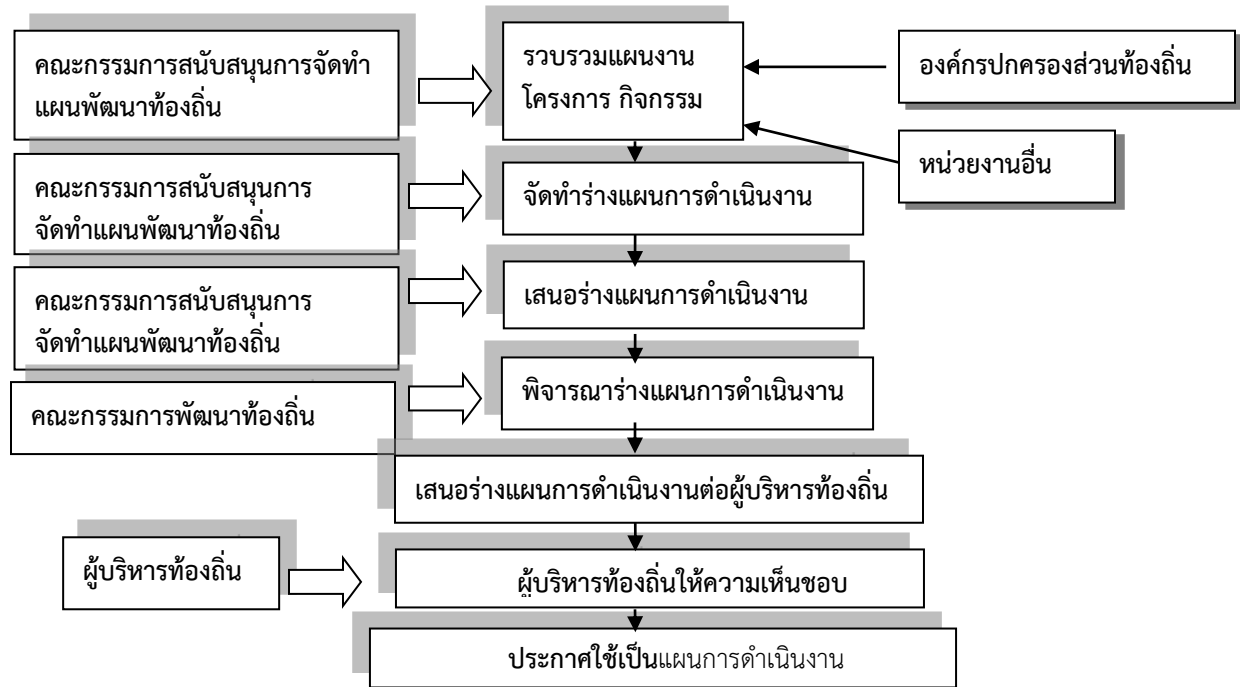 คณะกรรมการสนับสนุนการจัดทำ
แผนพัฒนาท้องถิ่น
รวบรวมแผนงาน
โครงการ กิจกรรม
องค์กรปกครองส่วนท้องถิ่น
หน่วยงานอื่น
คณะกรรมการสนับสนุนการ
จัดทำแผนพัฒนาท้องถิ่น
จัดทำร่างแผนการดำเนินงาน
คณะกรรมการสนับสนุนการ
จัดทำแผนพัฒนาท้องถิ่น
เสนอร่างแผนการดำเนินงาน
คณะกรรมการพัฒนาท้องถิ่น
พิจารณาร่างแผนการดำเนินงาน
เสนอร่างแผนการดำเนินงานต่อผู้บริหารท้องถิ่น
ผู้บริหารท้องถิ่น
ผู้บริหารท้องถิ่นให้ความเห็นชอบ
ประกาศใช้เป็นแผนการดำเนินงาน